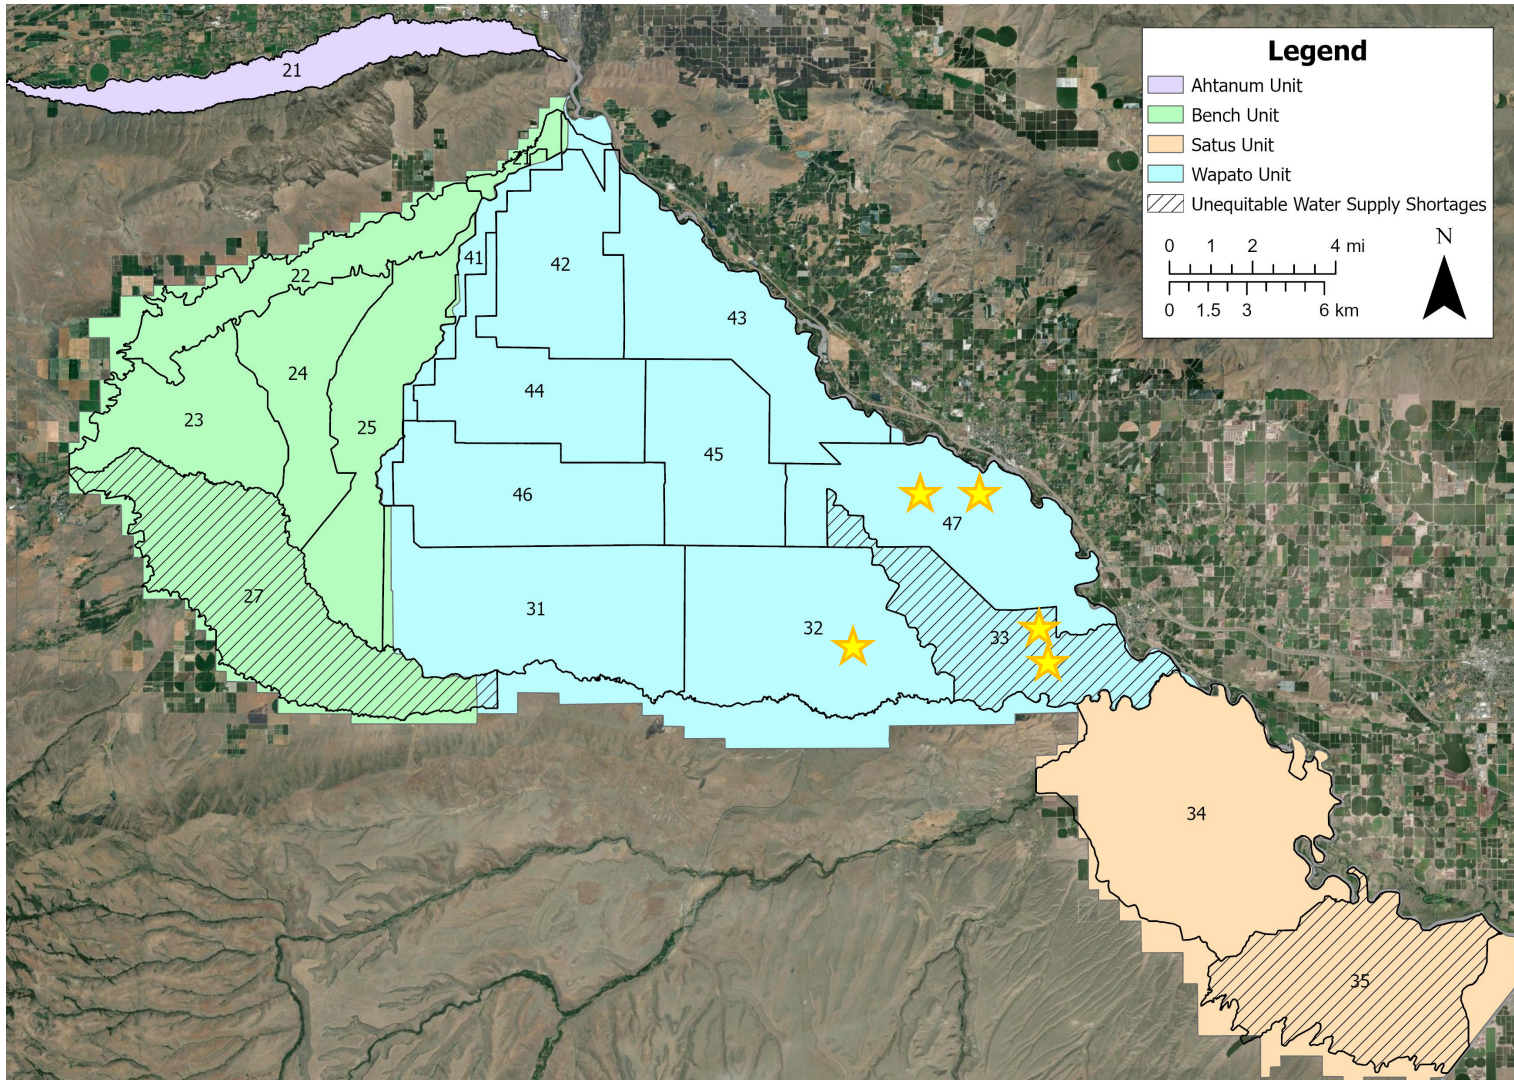 Legend
Ahtanum Unit
Bench Unit
Satus Unit
Wapato Unit
Unequitable Water Supply Shortages
0 1 2 4 mi
0 1.5 3 6 km
N
21
21
22
41
42
43
24
44
23
25
45
46
47
27
31
32
33
34
35